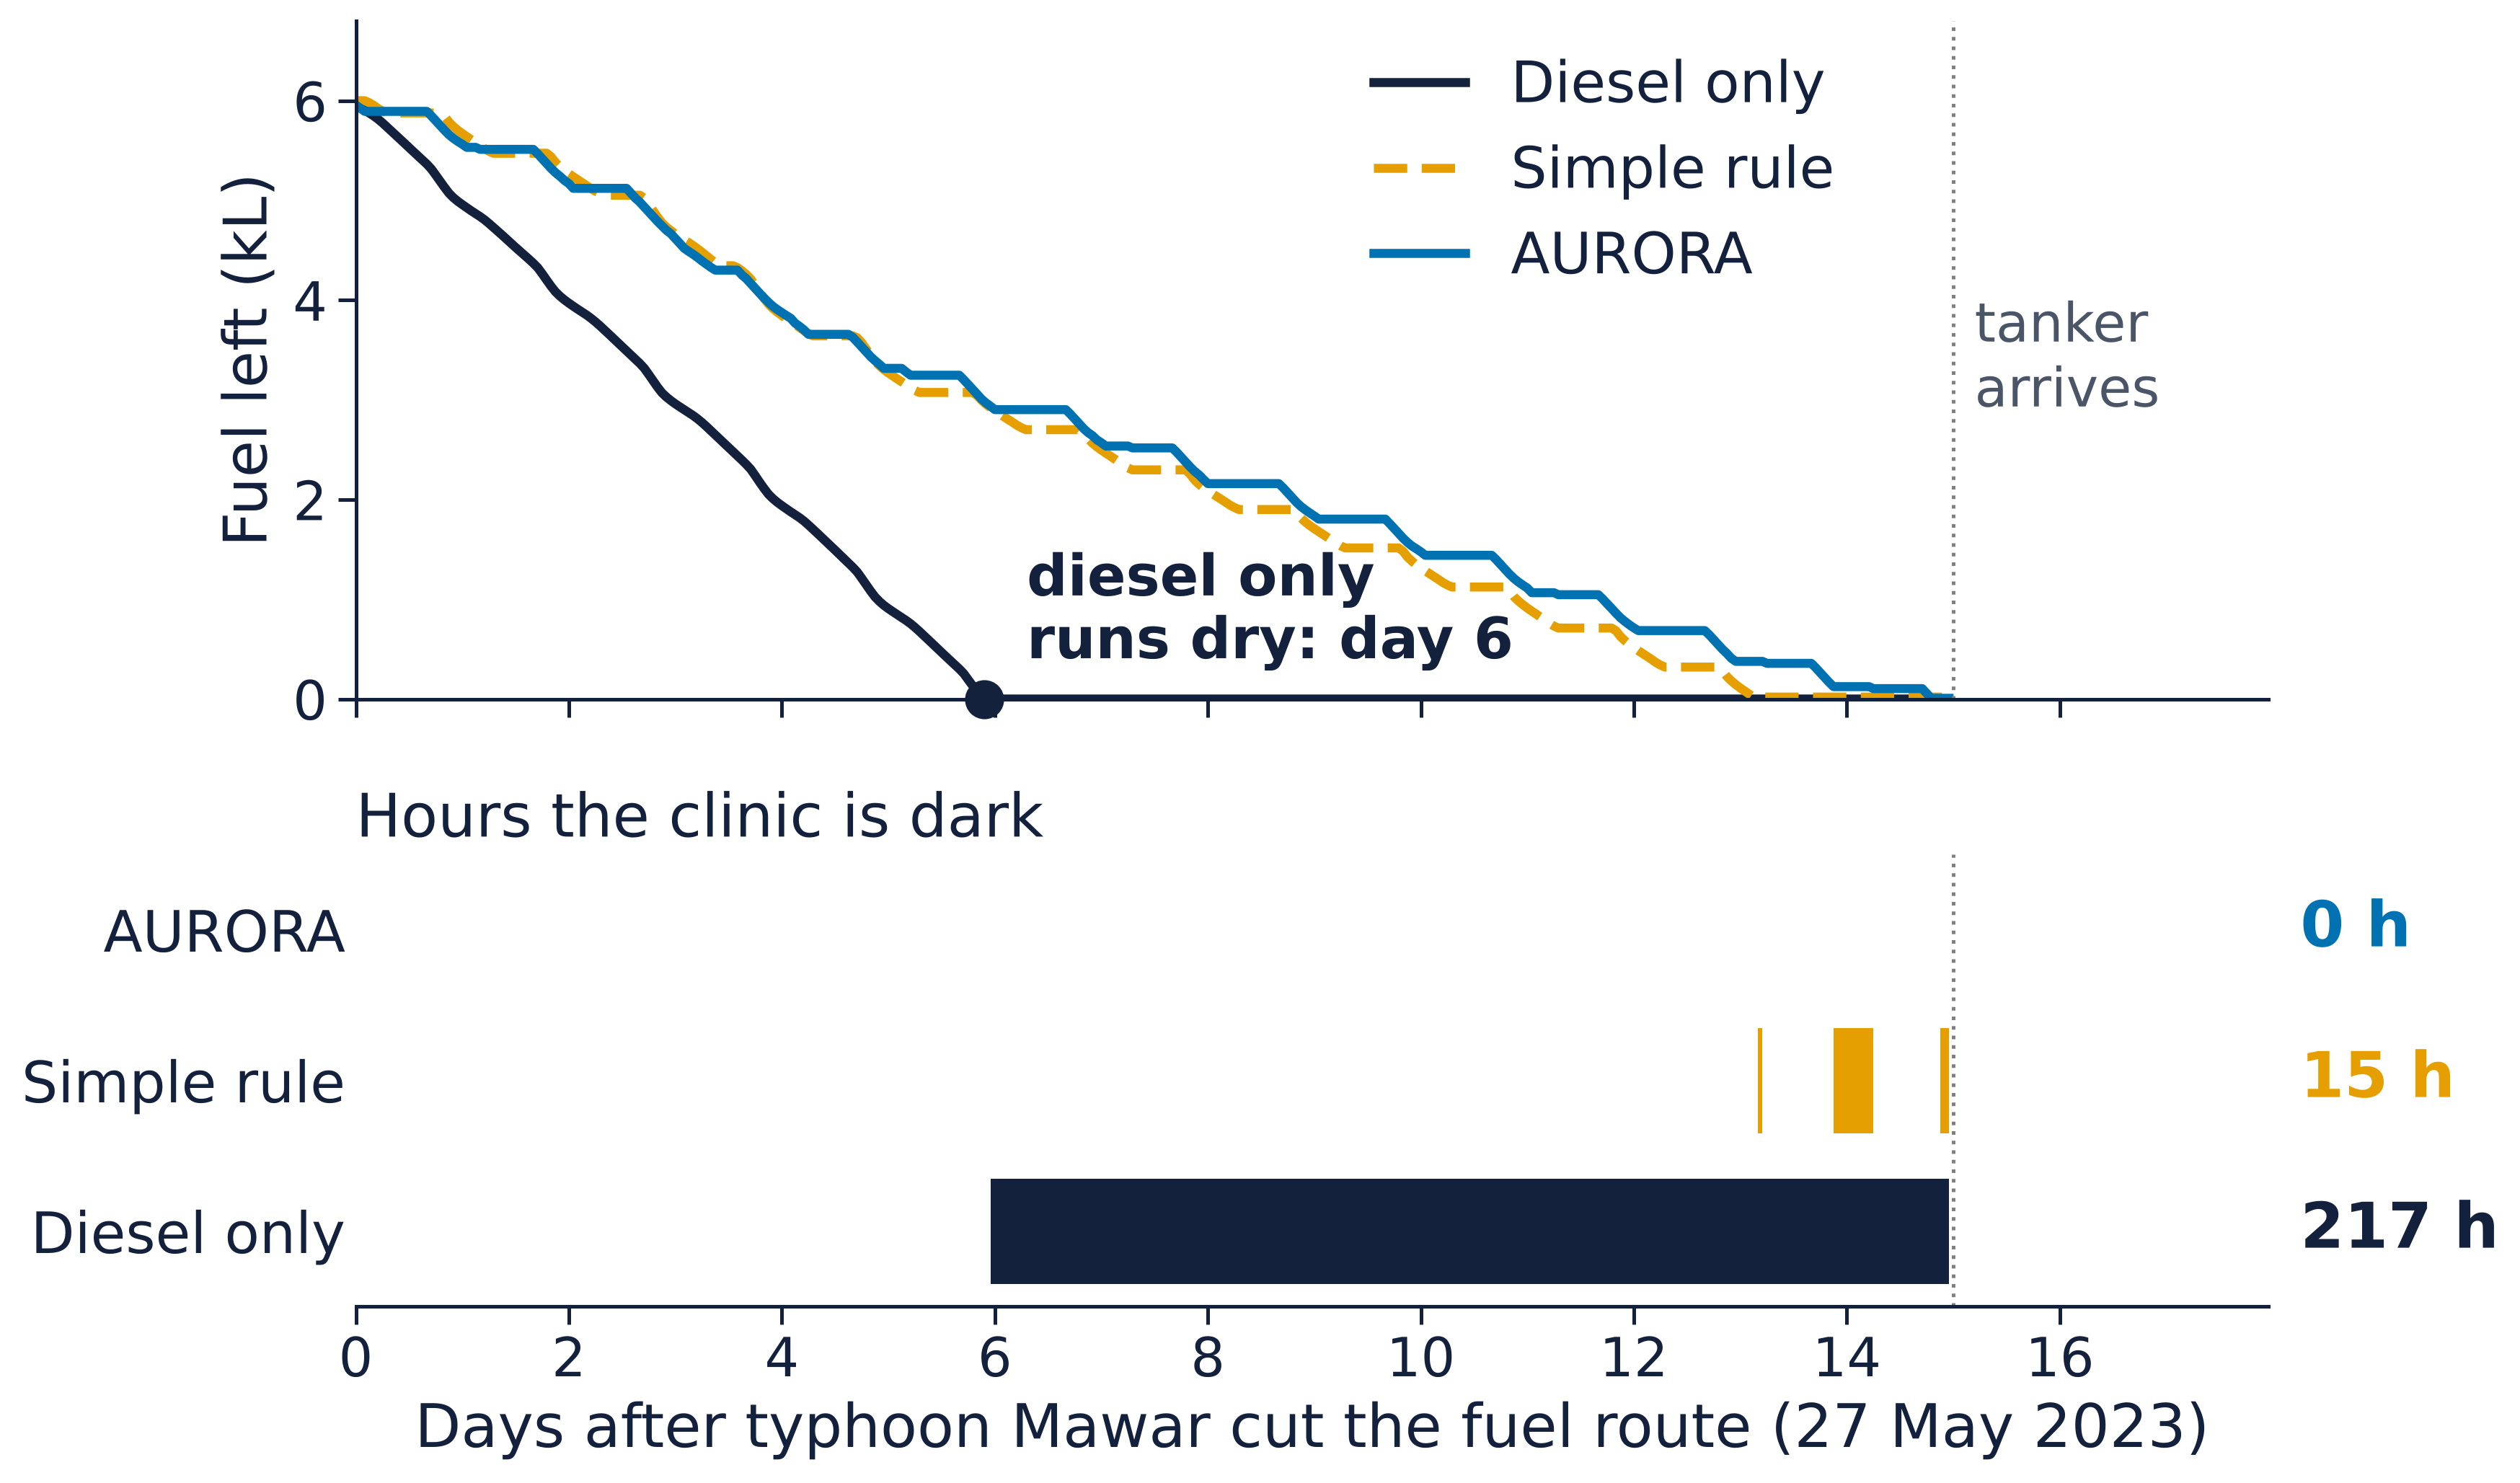 6
4
2
0
Fuel left (kL)
Diesel only
Simple rule
AURORA
tanker
arrives
diesel only
runs dry: day 6
Hours the clinic is dark
AURORA
0 h
Simple rule
15 h
Diesel only
217 h
0 2 4 6 8 10 12 14 16
Days after typhoon Mawar cut the fuel route (27 May 2023)